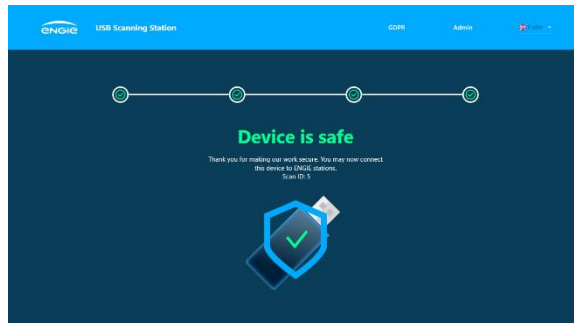 ENGIE
USB Scanning Station
GDPR
Admin
English
Device is safe
Thank you for making our work secure. You may now connect
this device to ENGIE stations.
Scan ID: 5